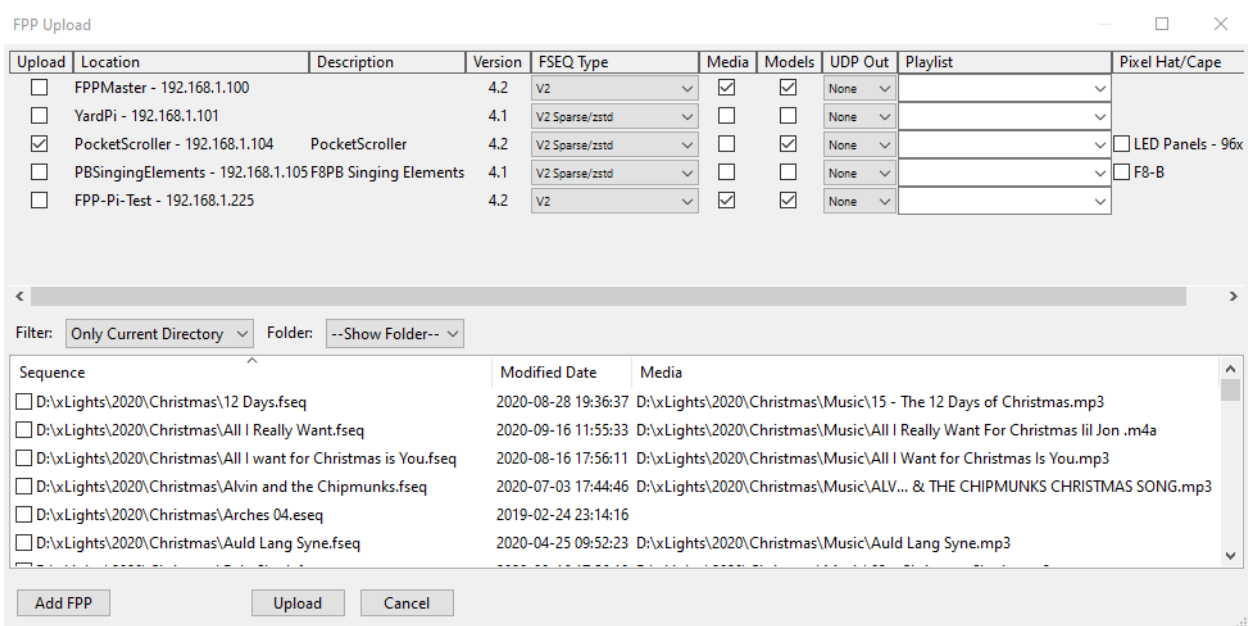 FPP Upload
Upload Location Description Version FSEQ Type Media Models UDP Out Playlist Pixel Hat/Cape
FPPMaster - 192.168.1.100 4.2 V2 None
YardPi - 192.168.1.101 4.1 V2 Sparse/zstd None
PocketScroller - 192.168.1.104 PocketScroller 4.2 V2 Sparse/zstd None LED Panels - 96x
PBSingingElements - 192.168.1.105 F8PB Singing Elements 4.1 V2 Sparse/zstd None F8-B
FPP-Pi-Test - 192.168.1.225 4.2 V2 None
Filter: Only Current Directory Folder: --Show Folder--
Sequence Modified Date Media
D:\xLights\2020\Christmas\12 Days.fseq 2020-08-28 19:36:37 D:\xLights\2020\Christmas\Music\15 - The 12 Days of Christmas.mp3
D:\xLights\2020\Christmas\All I Really Want.fseq 2020-09-16 11:55:33 D:\xLights\2020\Christmas\Music\All I Really Want For Christmas lil Jon .m4a
D:\xLights\2020\Christmas\All I want for Christmas is You.fseq 2020-08-16 17:56:11 D:\xLights\2020\Christmas\Music\All I Want for Christmas Is You.mp3
D:\xLights\2020\Christmas\Alvin and the Chipmunks.fseq 2020-07-03 17:44:46 D:\xLights\2020\Christmas\Music\ALV... & THE CHIPMUNKS CHRISTMAS SONG.mp3
D:\xLights\2020\Christmas\Arches 04.eseq 2019-02-24 23:14:16
D:\xLights\2020\Christmas\Auld Lang Syne.fseq 2020-04-25 09:52:23 D:\xLights\2020\Christmas\Music\Auld Lang Syne.mp3
Add FPP Upload Cancel